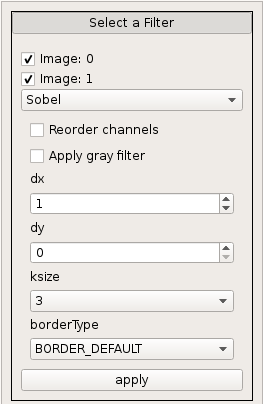 Select a Filter
Image: 0
Image: 1
Sobel
Reorder channels
Apply gray filter
dx
1
dy
0
ksize
3
borderType
BORDER_DEFAULT
apply